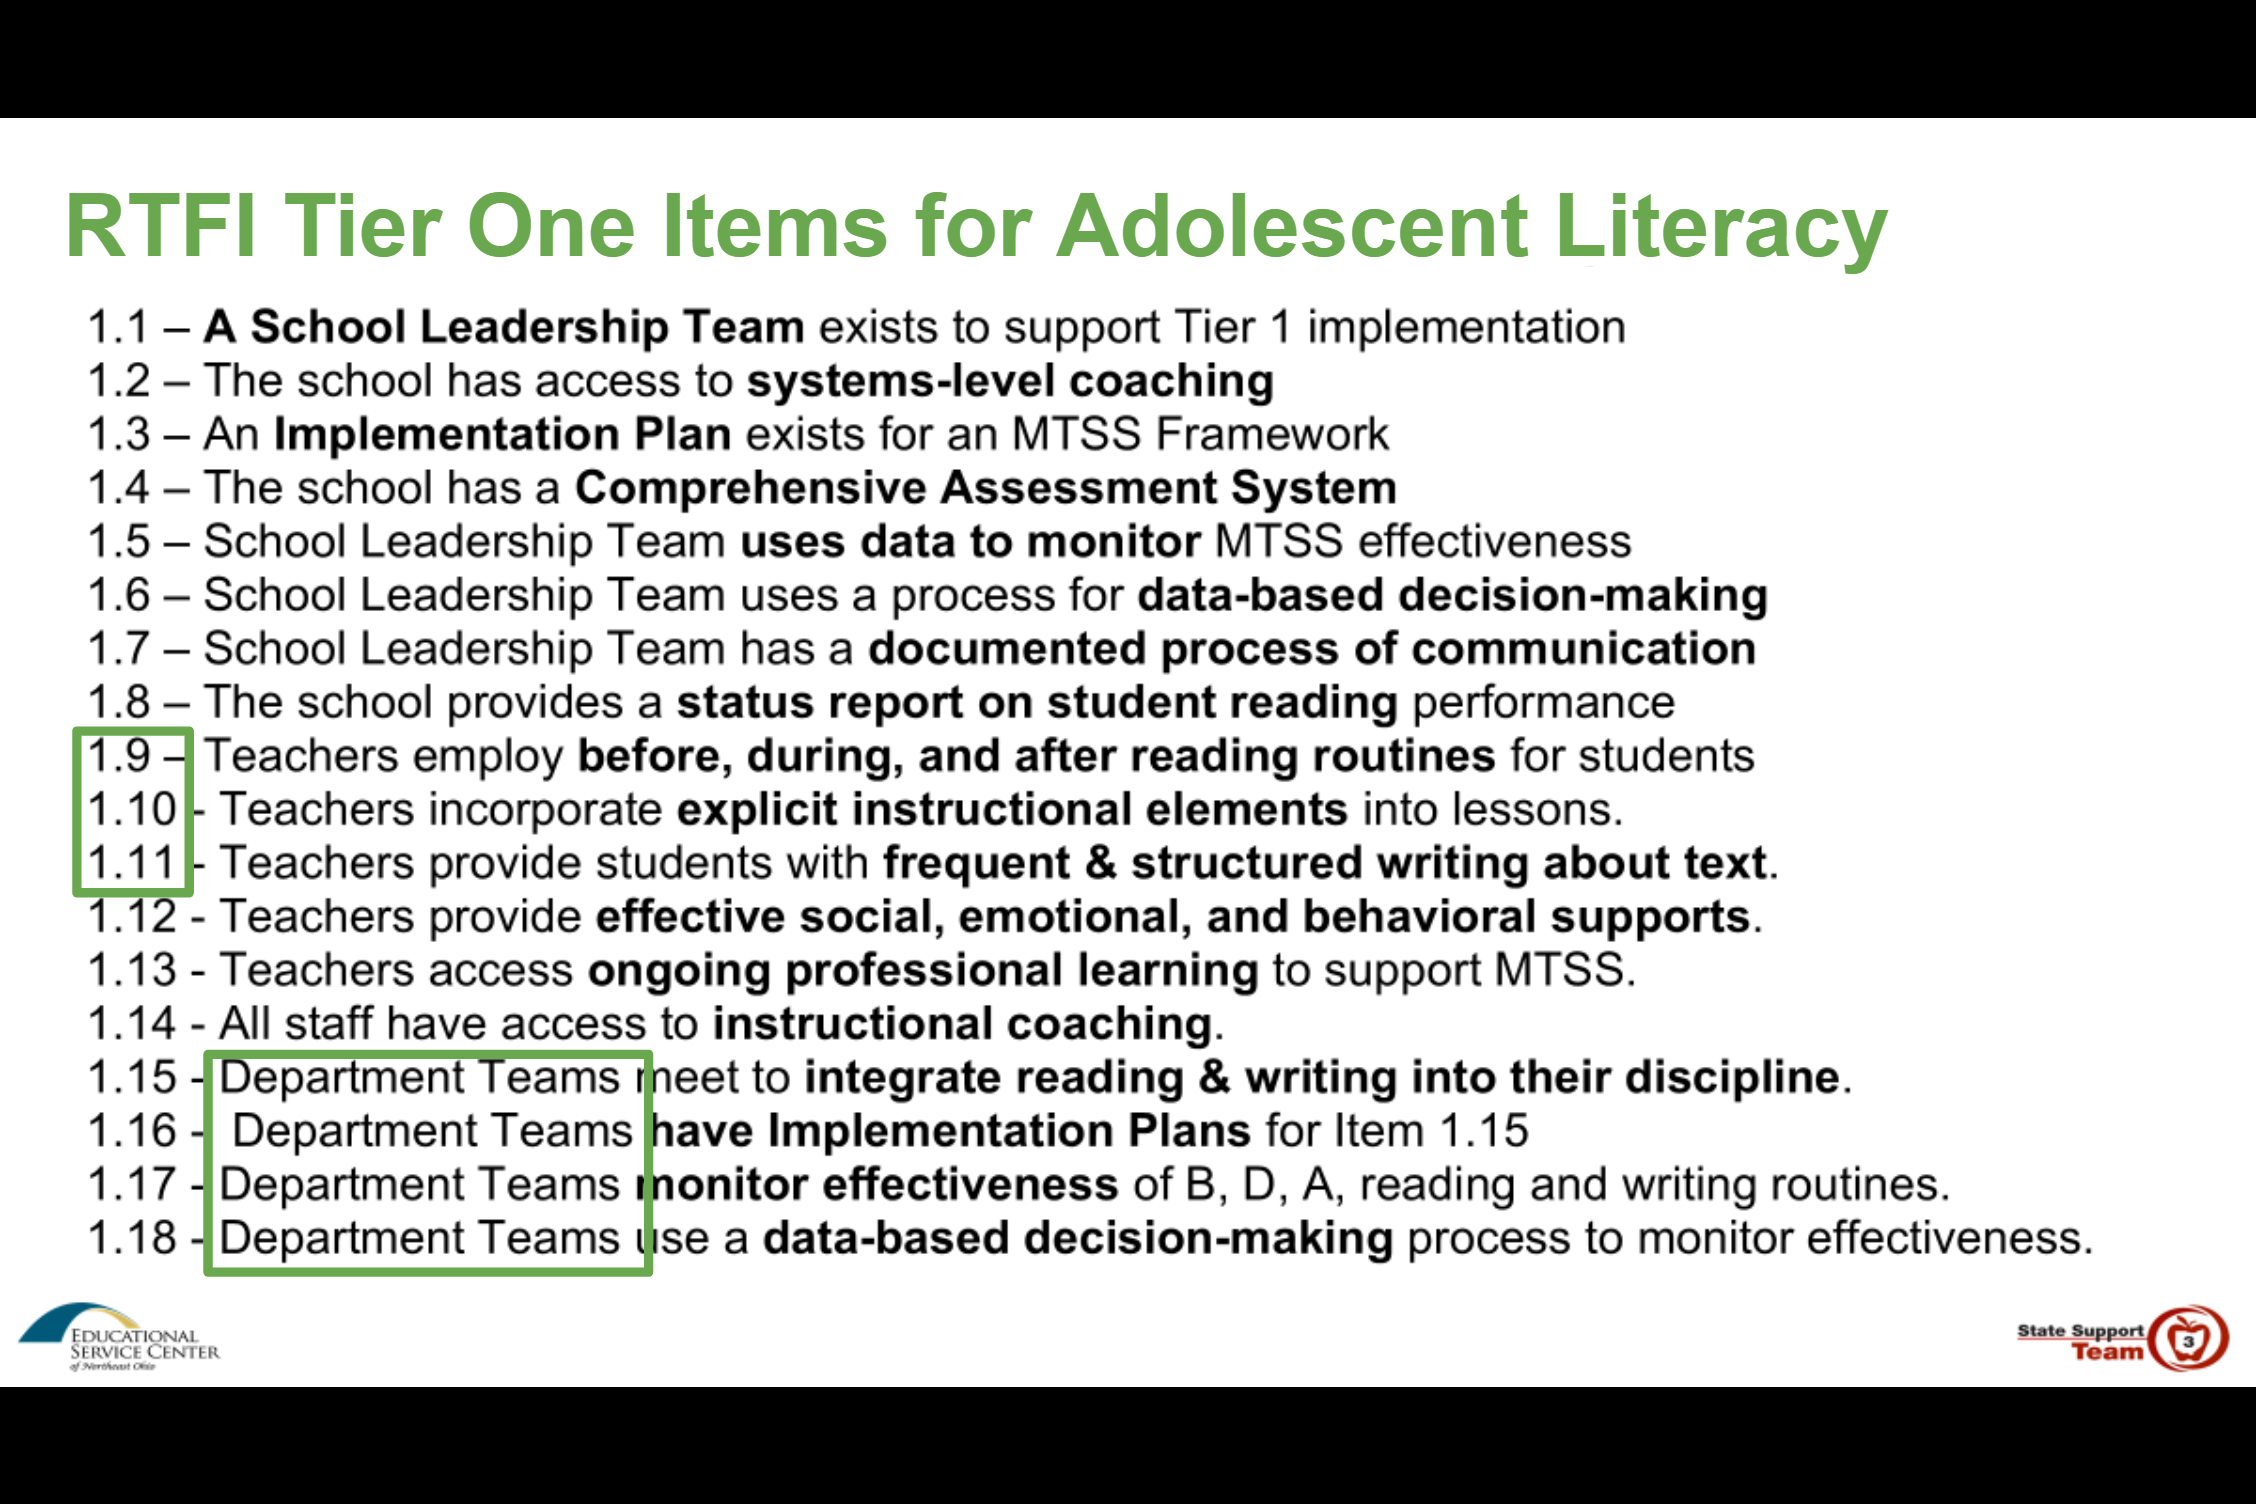 RTFI Tier One Items for Adolescent Literacy
1.1 – A School Leadership Team exists to support Tier 1 implementation
1.2 – The school has access to systems-level coaching
1.3 – An Implementation Plan exists for an MTSS Framework
1.4 – The school has a Comprehensive Assessment System
1.5 – School Leadership Team uses data to monitor MTSS effectiveness
1.6 – School Leadership Team uses a process for data-based decision-making
1.7 – School Leadership Team has a documented process of communication
1.8 – The school provides a status report on student reading performance
1.9 – Teachers employ before, during, and after reading routines for students
1.10 - Teachers incorporate explicit instructional elements into lessons.
1.11 - Teachers provide students with frequent & structured writing about text.
1.12 - Teachers provide effective social, emotional, and behavioral supports.
1.13 - Teachers access ongoing professional learning to support MTSS.
1.14 - All staff have access to instructional coaching.
1.15 - Department Teams meet to integrate reading & writing into their discipline.
1.16 - Department Teams have Implementation Plans for Item 1.15
1.17 - Department Teams monitor effectiveness of B, D, A, reading and writing routines.
1.18 - Department Teams use a data-based decision-making process to monitor effectiveness.
EDUCATIONAL
SERVICE CENTER
of Northeast Ohio
State Support
Team
3